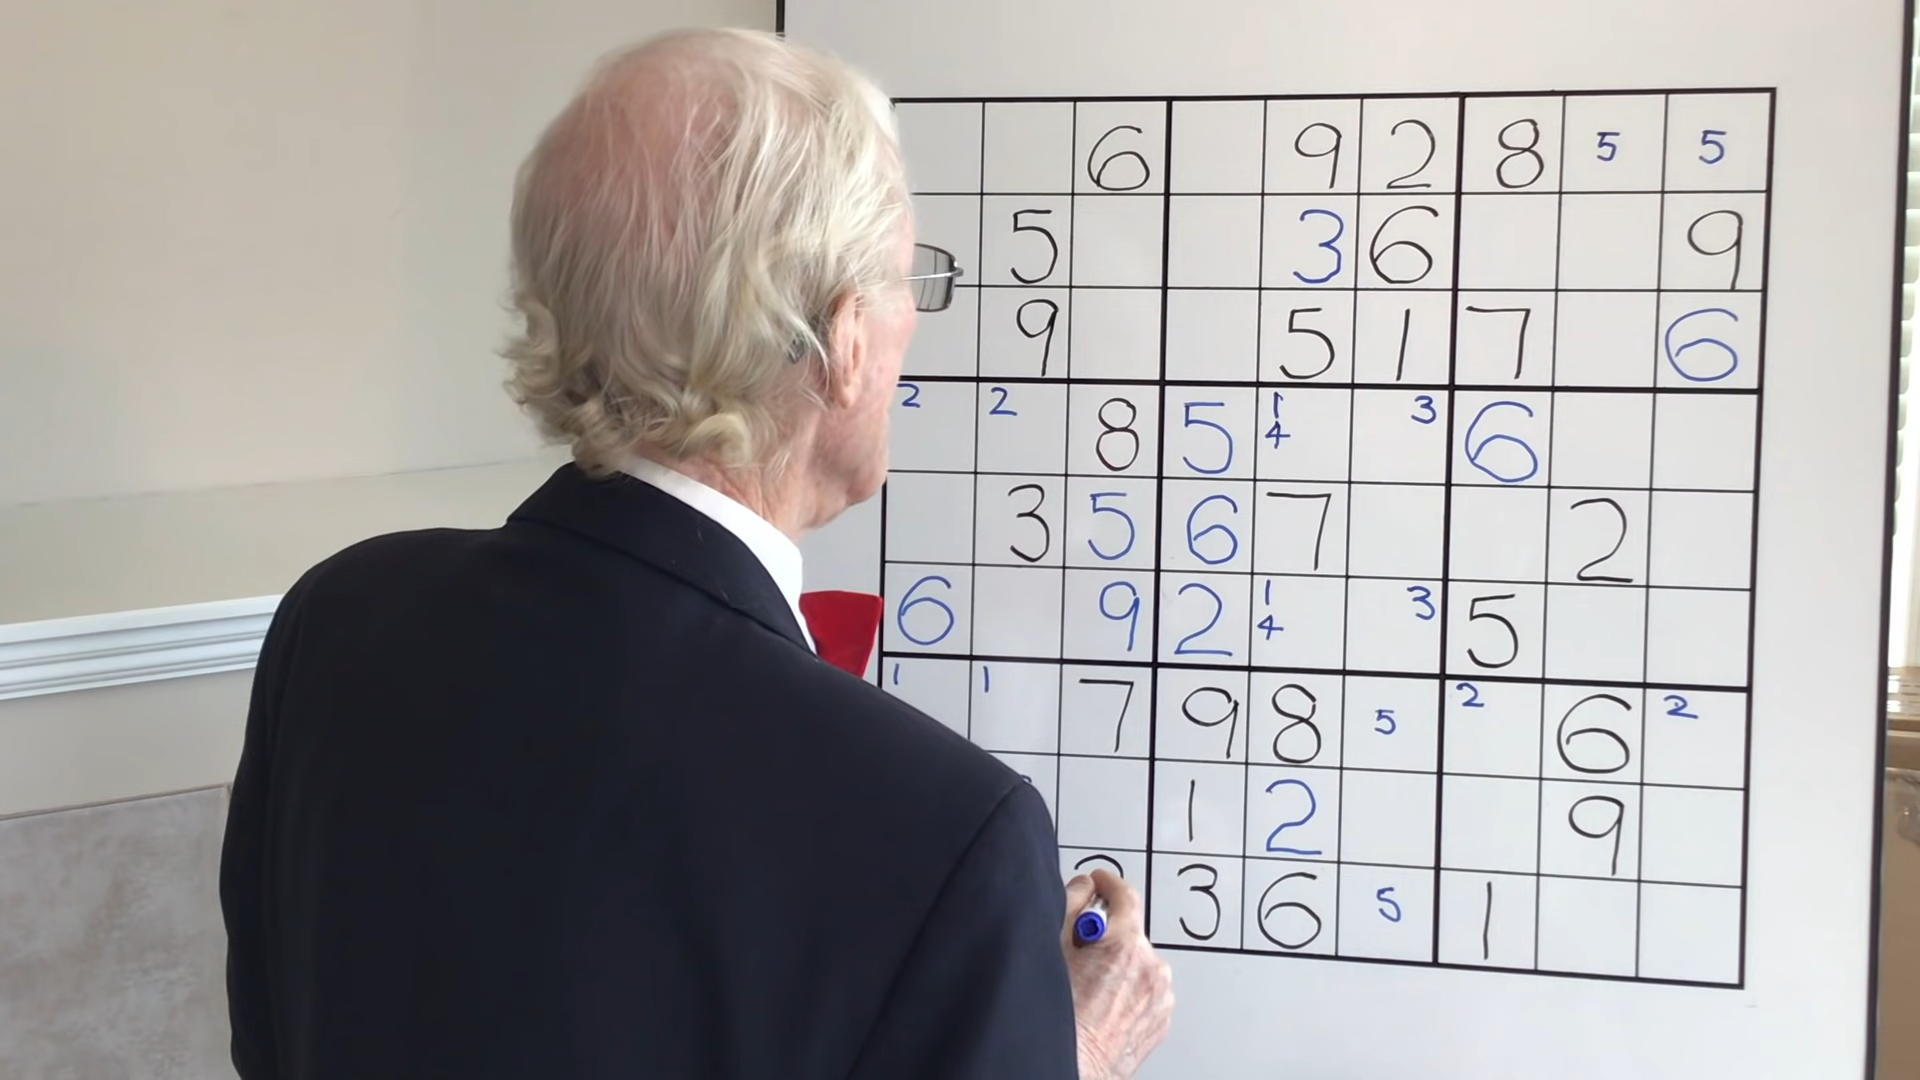 6 9 2 8 5 5
5 3 6 9
9 5 1 7 6
2 2 8 5 1 4 3 6
3 5 6 7 2
6 9 2 1 4 3 5
1 1 7 9 8 5 2 6 2
1 2 9
3 6 5 1